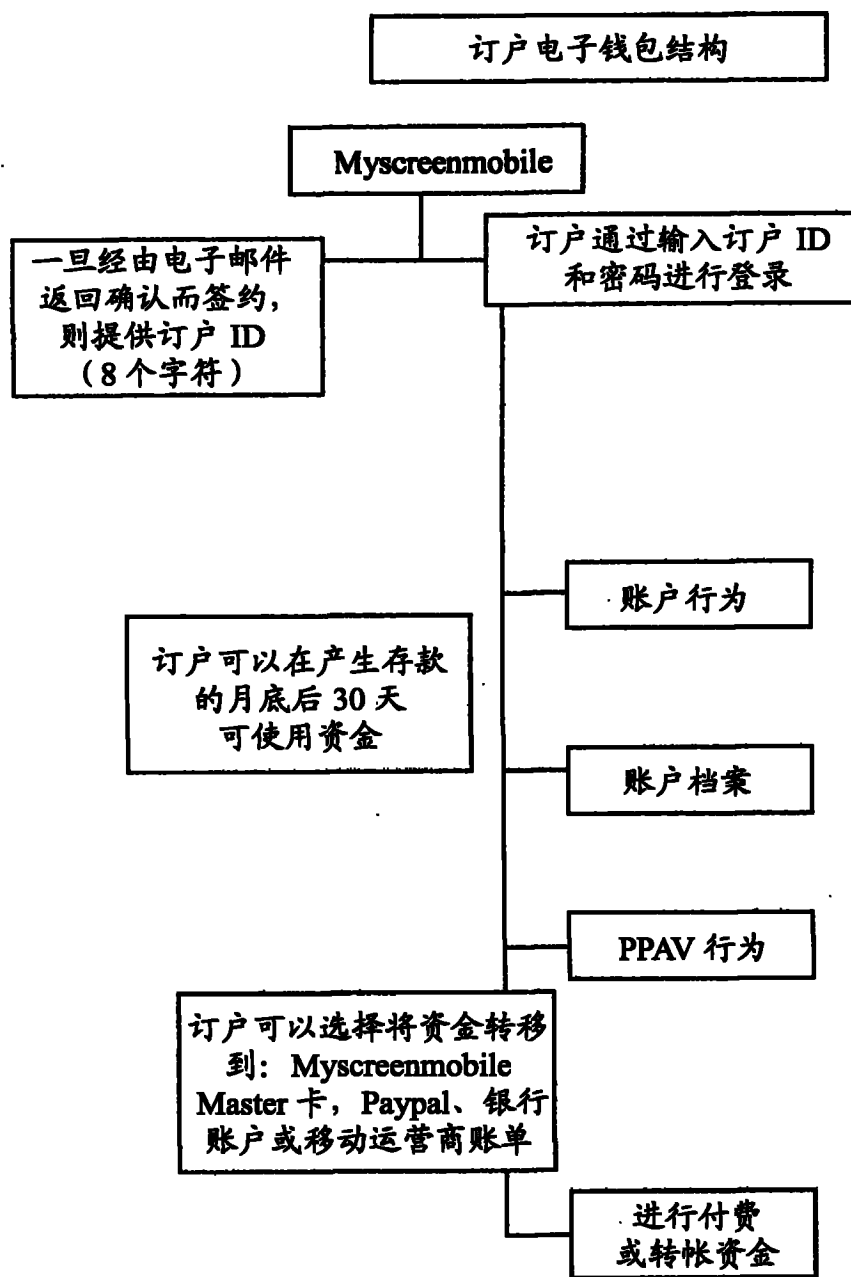 订户电子钱包结构
Myscreenmobile
一旦经由电子邮件
返回确认而签约,
则提供订户 ID
(8 个字符)
订户通过输入订户 ID
和密码进行登录
账户行为
订户可以在产生存款
的月底后 30 天
可使用资金
账户档案
PPAV 行为
订户可以选择将资金转移
到: Myscreenmobile
Master 卡, Paypal、银行
账户或移动运营商账单
进行付费
或转帐资金